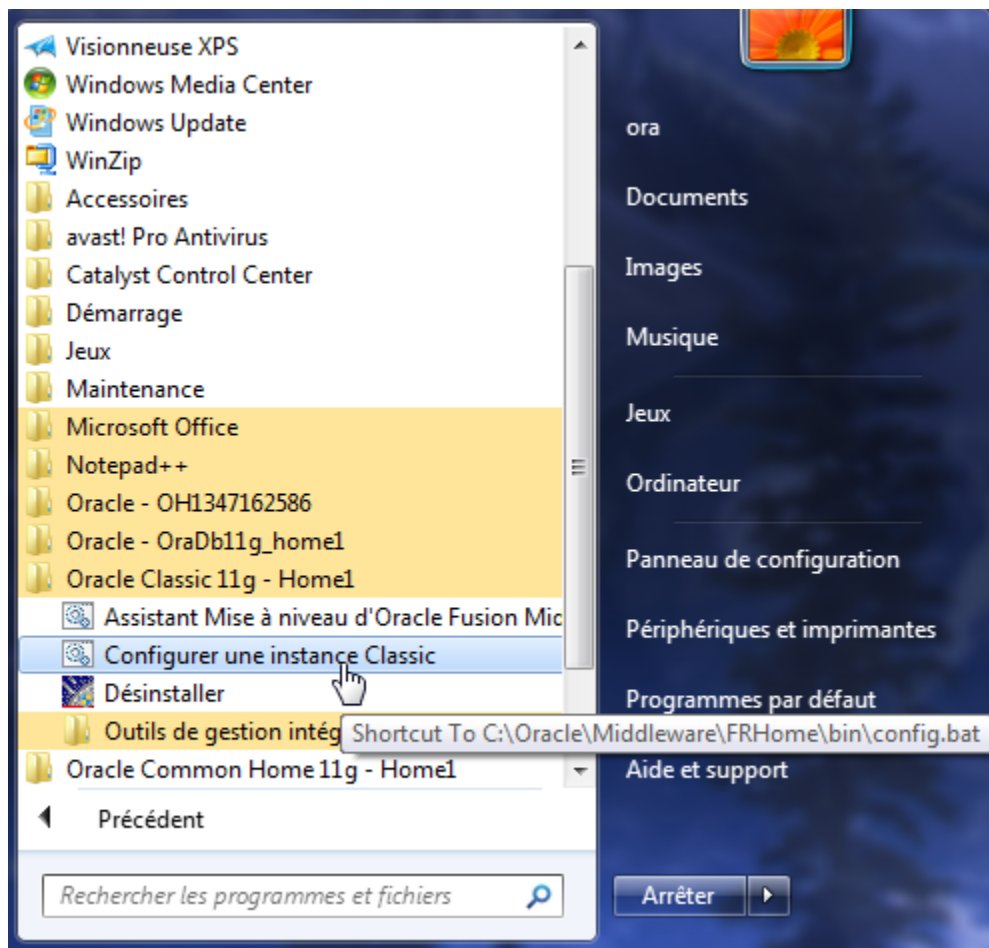 Visionneuse XPS
Windows Media Center
Windows Update
WinZip
Accessoires
avast! Pro Antivirus
Catalyst Control Center
Démarrage
Jeux
Maintenance
Microsoft Office
Notepad++
Oracle - OH1347162586
Oracle - OraDb11g_home1
Oracle Classic 11g - Home1
Assistant Mise à niveau d'Oracle Fusion Mid
Configurer une instance Classic
Désinstaller
Outils de gestion intég
Shortcut To C:\Oracle\Middleware\FRHome\bin\config.bat
Oracle Common Home 11g - Home1
Précédent
Rechercher les programmes et fichiers
ora
Documents
Images
Musique
Jeux
Ordinateur
Panneau de configuration
Périphériques et imprimantes
Programmes par défaut
Aide et support
Arrêter